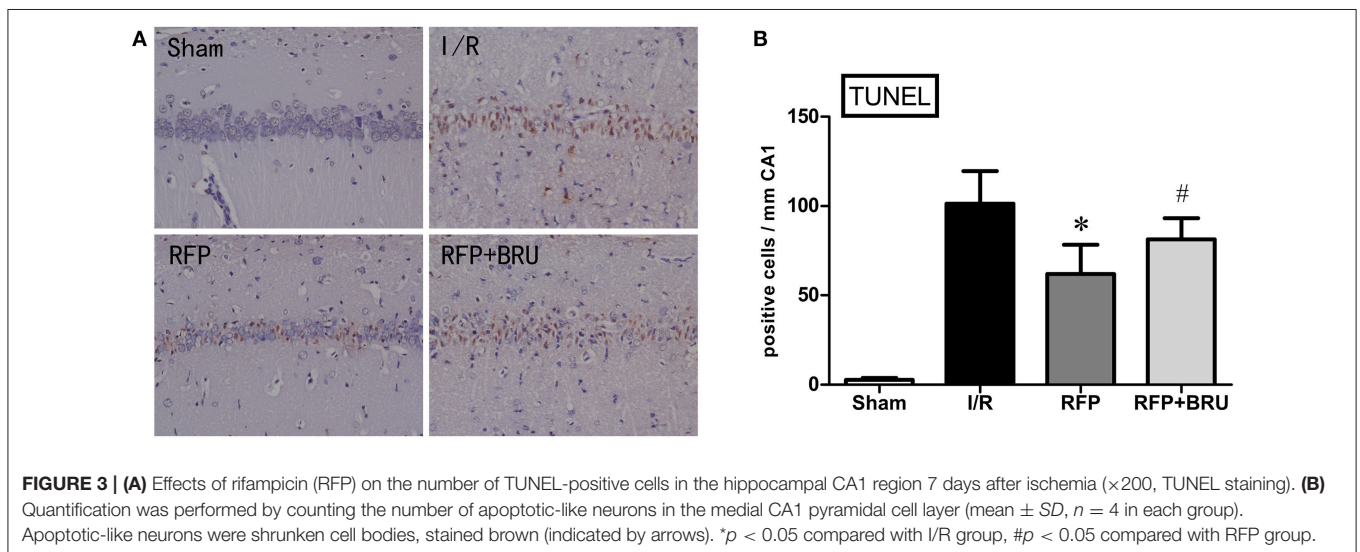 A
Sham
I/R
RFP
RFP+BRU
B
TUNEL
positive cells / mm CA1
150
100
50
0
*
#
Sham
I/R
RFP
RFP+BRU
FIGURE 3 | (A) Effects of rifampicin (RFP) on the number of TUNEL-positive cells in the hippocampal CA1 region 7 days after ischemia (×200, TUNEL staining). (B)
Quantification was performed by counting the number of apoptotic-like neurons in the medial CA1 pyramidal cell layer (mean ± SD, n = 4 in each group).
Apoptotic-like neurons were shrunken cell bodies, stained brown (indicated by arrows). *p < 0.05 compared with I/R group, #p < 0.05 compared with RFP group.